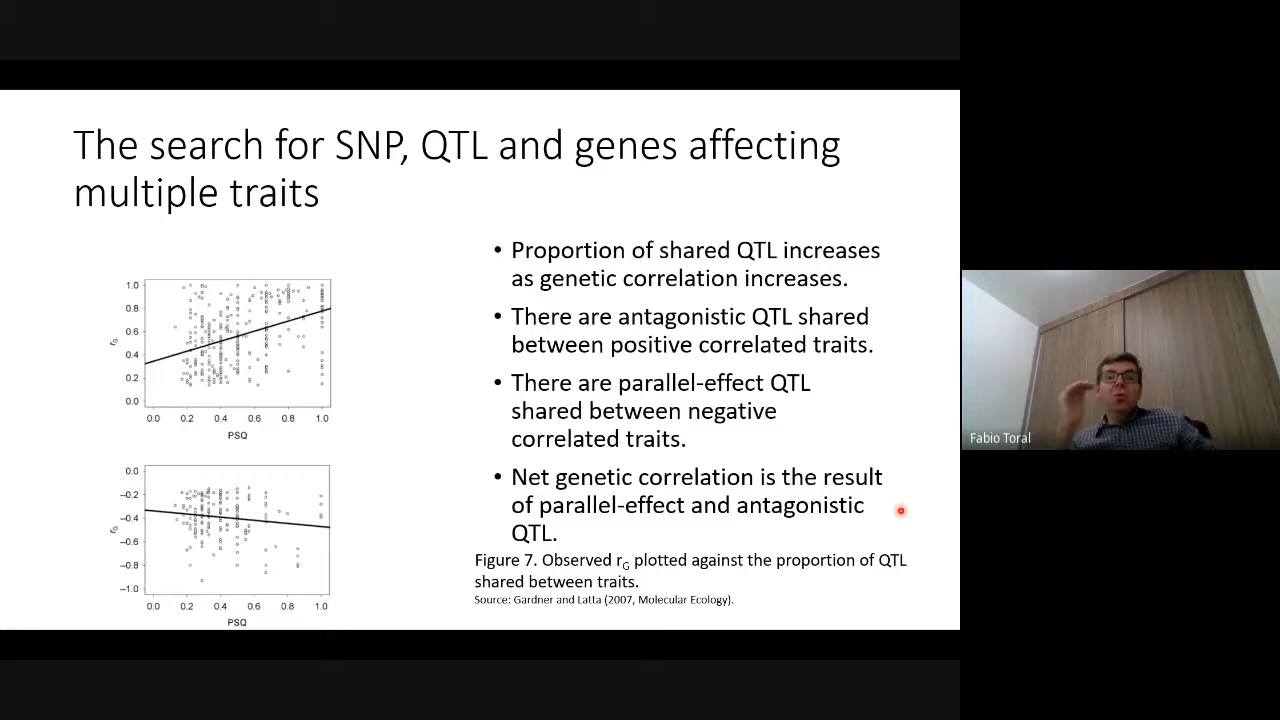 The search for SNP, QTL and genes affecting
multiple traits
1.0
0.8
0.6
0.4
0.2
0.0
rG
0.0 0.2 0.4 0.6 0.8 1.0
PSQ
0.0
−0.2
−0.4
−0.6
−0.8
−1.0
rG
0.0 0.2 0.4 0.6 0.8 1.0
PSQ
• Proportion of shared QTL increases
as genetic correlation increases.
• There are antagonistic QTL shared
between positive correlated traits.
• There are parallel-effect QTL
shared between negative
correlated traits.
• Net genetic correlation is the result
of parallel-effect and antagonistic
QTL.
Figure 7. Observed rG plotted against the proportion of QTL
shared between traits.
Source: Gardner and Latta (2007, Molecular Ecology).
Fabio Toral